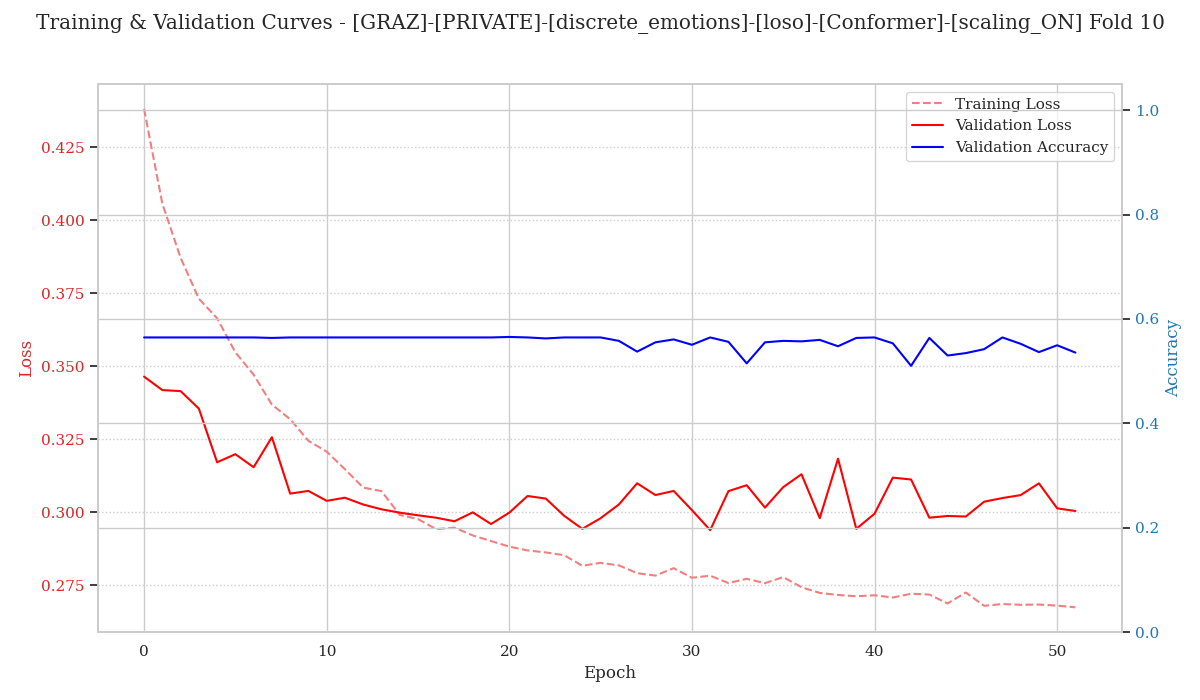 Training & Validation Curves - [GRAZ]-[PRIVATE]-[discrete_emotions]-[loso]-[Conformer]-[scaling_ON] Fold 10
Training Loss
Validation Loss
Validation Accuracy
0.425
0.400
0.375
0.350
0.325
0.300
0.275
Loss
1.0
0.8
0.6
0.4
0.2
0.0
Accuracy
0
10
20
30
40
50
Epoch